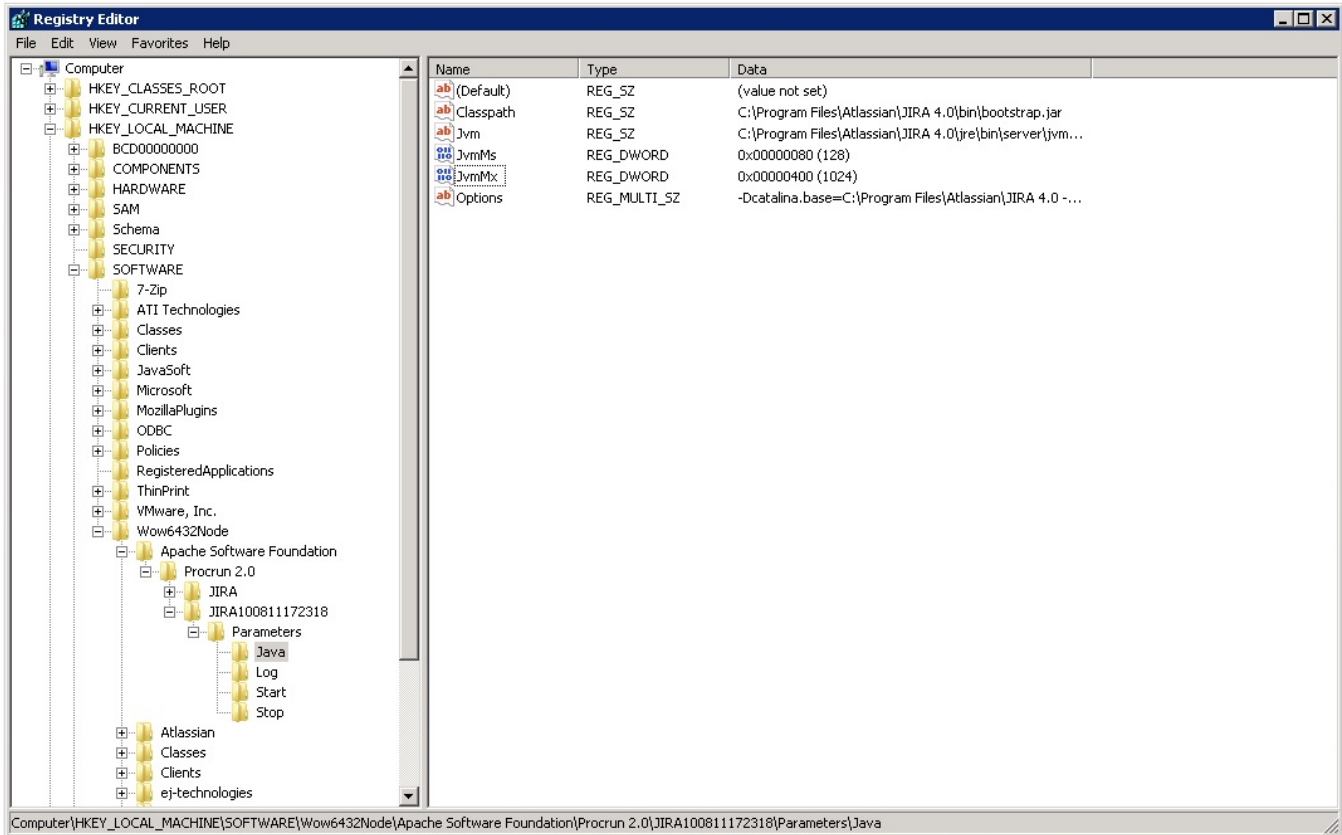 Registry Editor
File Edit View Favorites Help
Computer
HKEY_CLASSES_ROOT
HKEY_CURRENT_USER
HKEY_LOCAL_MACHINE
BCD00000000
COMPONENTS
HARDWARE
SAM
Schema
SECURITY
SOFTWARE
7-Zip
ATI Technologies
Classes
Clients
JavaSoft
Microsoft
MozillaPlugins
ODBC
Policies
RegisteredApplications
ThinPrint
VMware, Inc.
Wow6432Node
Apache Software Foundation
Procrun 2.0
JIRA
JIRA100811172318
Parameters
Java
Log
Start
Stop
Atlassian
Classes
Clients
ej-technologies
Name Type Data
(Default) REG_SZ (value not set)
Classpath REG_SZ C:\Program Files\Atlassian\JIRA 4.0\bin\bootstrap.jar
Jvm REG_SZ C:\Program Files\Atlassian\JIRA 4.0\jre\bin\server\jvm...
JvmMs REG_DWORD 0x00000080 (128)
JvmMx REG_DWORD 0x00000400 (1024)
Options REG_MULTI_SZ -Dcatalina.base=C:\Program Files\Atlassian\JIRA 4.0 -...
Computer\HKEY_LOCAL_MACHINE\SOFTWARE\Wow6432Node\Apache Software Foundation\Procrun 2.0\JIRA100811172318\Parameters\Java